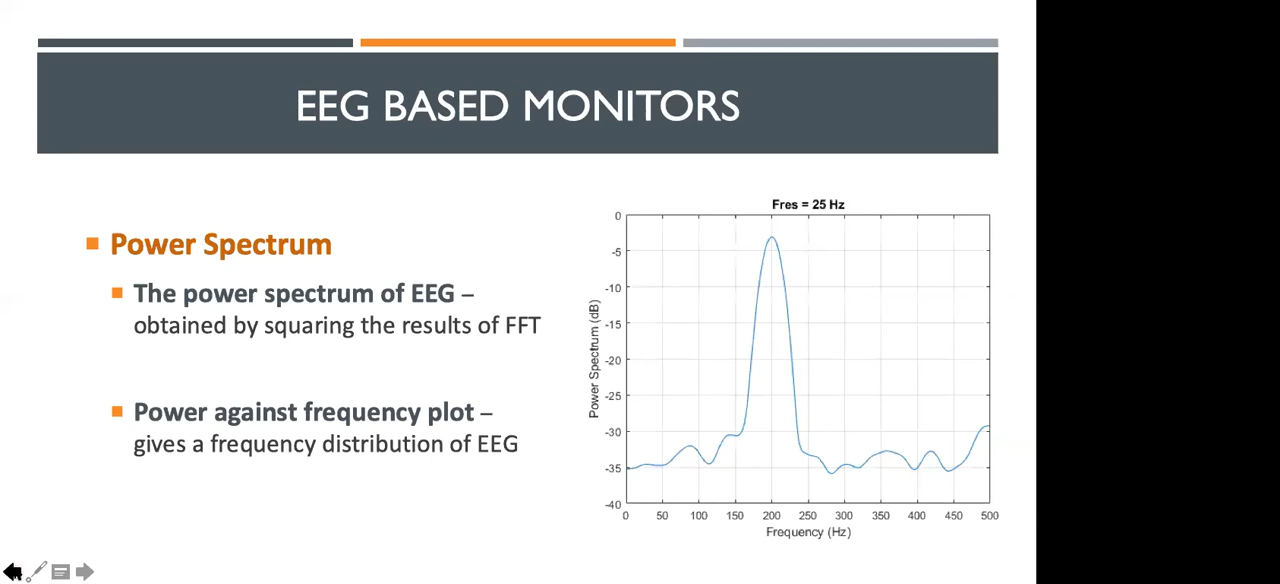 EEG BASED MONITORS
Power Spectrum
The power spectrum of EEG –
obtained by squaring the results of FFT
Power against frequency plot –
gives a frequency distribution of EEG
Fres = 25 Hz
Power Spectrum (dB)
0
-5
-10
-15
-20
-25
-30
-35
-40
0 50 100 150 200 250 300 350 400 450 500
Frequency (Hz)